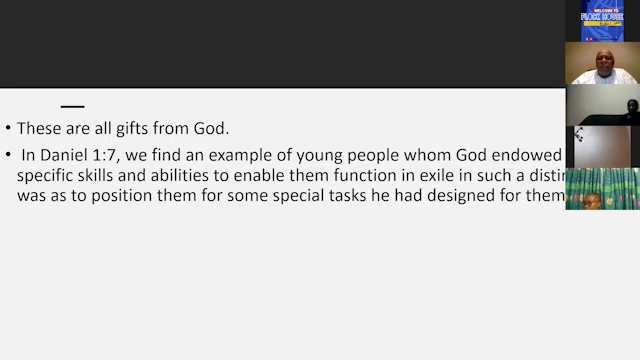 WELCOME TO
FLOCK HOUSE
• These are all gifts from God.
• In Daniel 1:7, we find an example of young people whom God endowed
specific skills and abilities to enable them function in exile in such a
was as to position them for some special tasks he had designed for them